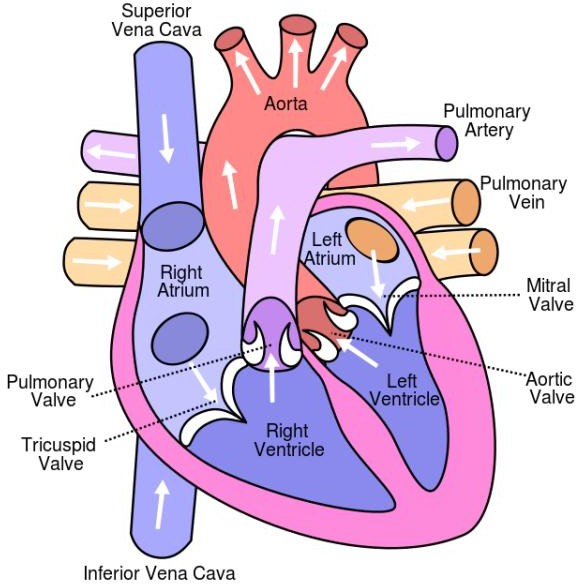 Superior
Vena Cava
Aorta
Pulmonary
Artery
Pulmonary
Vein
Left
Atrium
Right
Atrium
Mitral
Valve
Pulmonary
Valve
Left
Ventricle
Aortic
Valve
Tricuspid
Valve
Right
Ventricle
Inferior Vena Cava